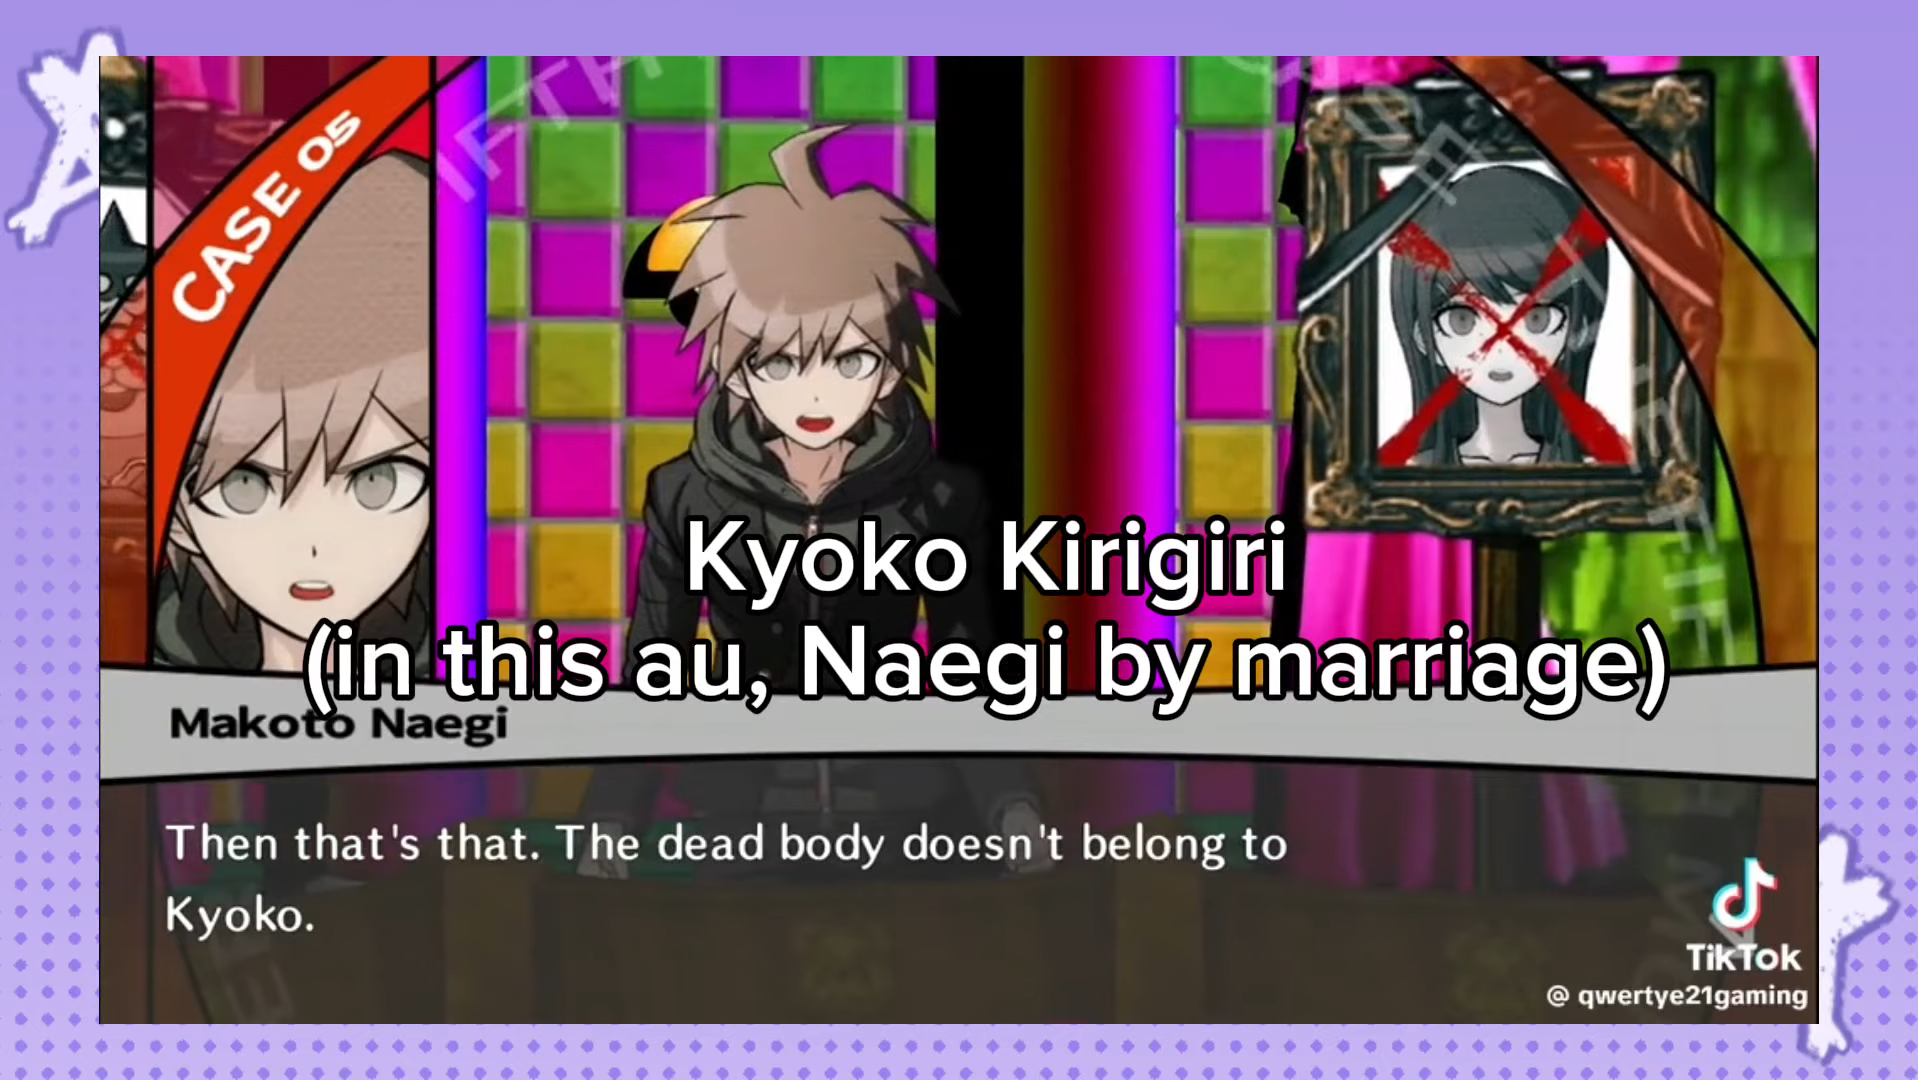 CASE 05
Kyoko Kirigiri
(in this au, Naegi by marriage)
Makoto Naegi
Then that's that. The dead body doesn't belong to
Kyoko.
TikTok
@ qwertye21gaming